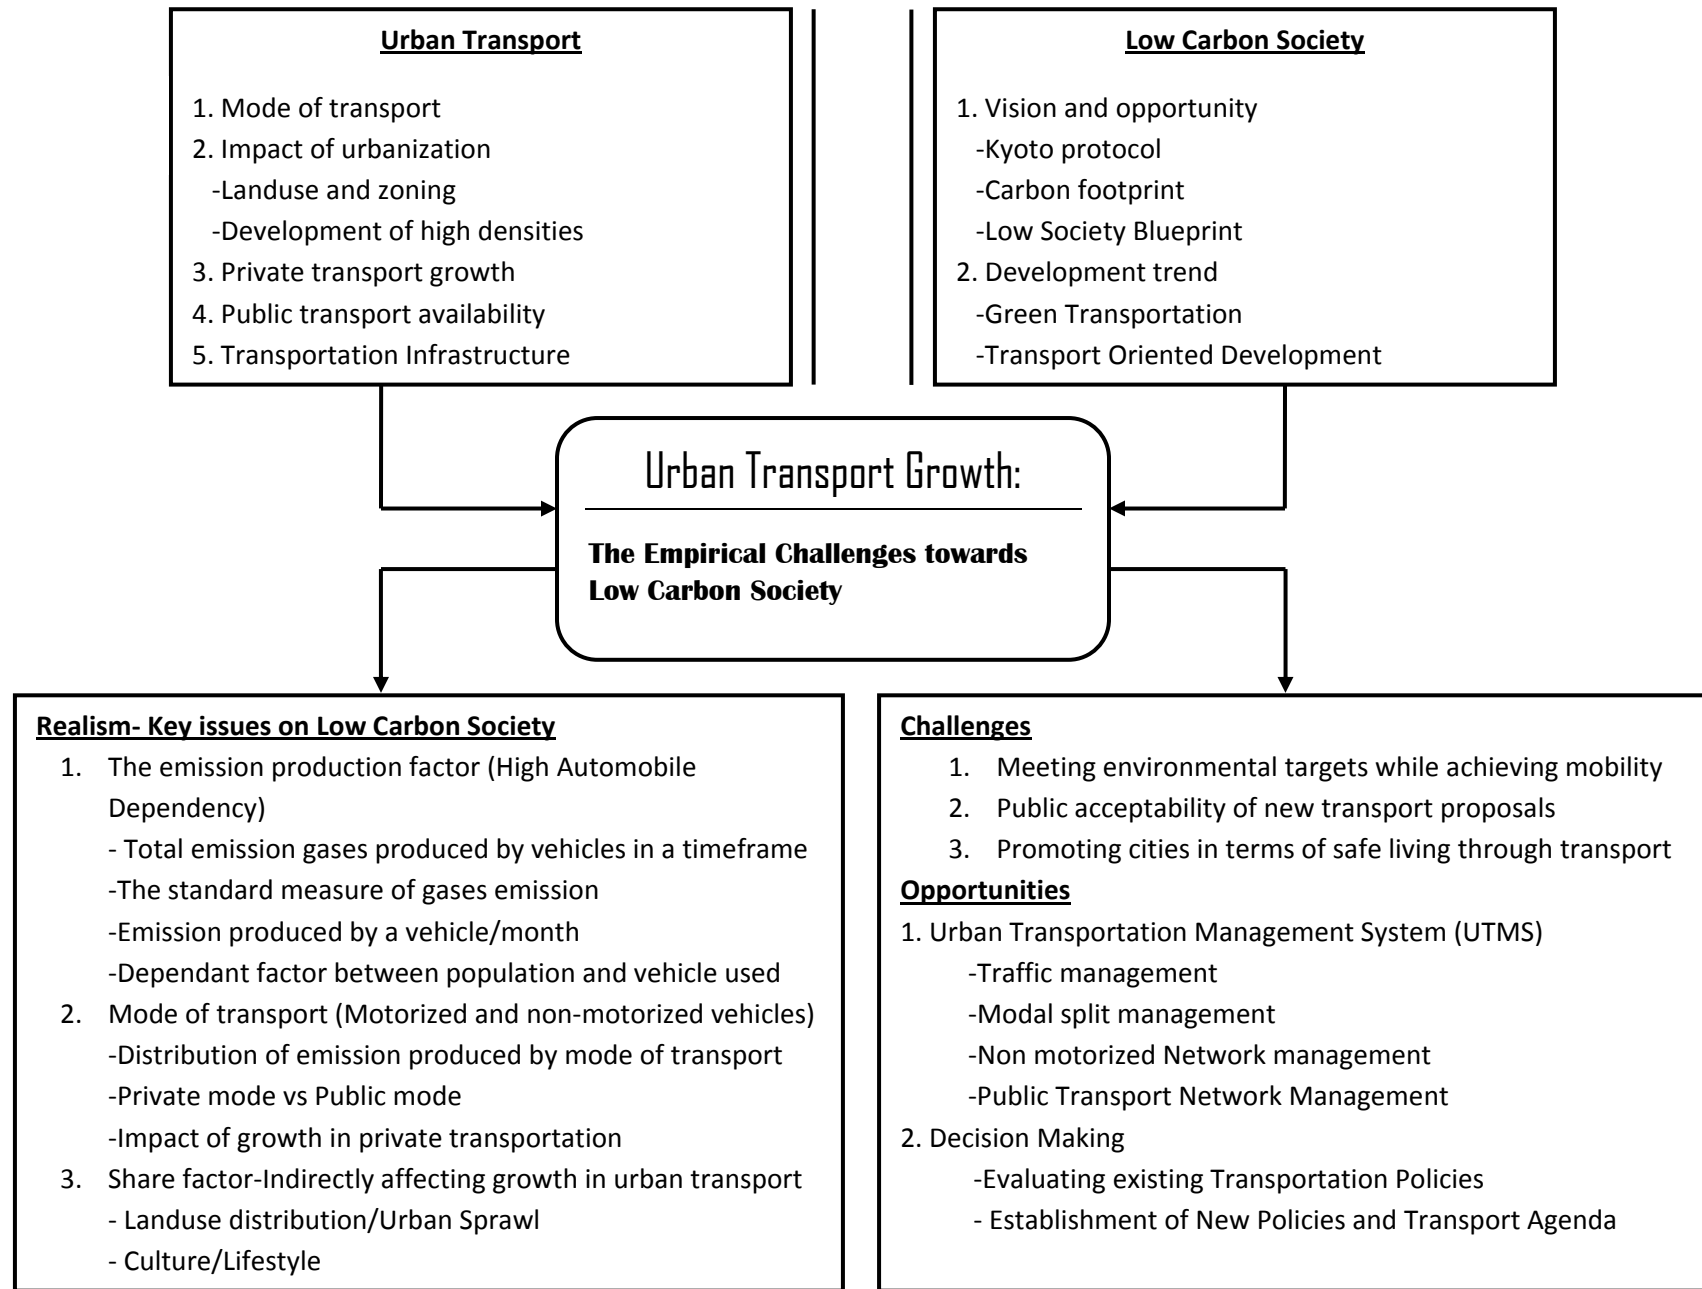 Urban Transport
1. Mode of transport
2. Impact of urbanization
-Landuse and zoning
-Development of high densities
3. Private transport growth
4. Public transport availability
5. Transportation Infrastructure
Low Carbon Society
1. Vision and opportunity
-Kyoto protocol
-Carbon footprint
-Low Society Blueprint
2. Development trend
-Green Transportation
-Transport Oriented Development
Urban Transport Growth:
The Empirical Challenges towards
Low Carbon Society
Realism- Key issues on Low Carbon Society
1. The emission production factor (High Automobile
Dependency)
- Total emission gases produced by vehicles in a timeframe
-The standard measure of gases emission
-Emission produced by a vehicle/month
-Dependant factor between population and vehicle used
2. Mode of transport (Motorized and non-motorized vehicles)
-Distribution of emission produced by mode of transport
-Private mode vs Public mode
-Impact of growth in private transportation
3. Share factor-Indirectly affecting growth in urban transport
- Landuse distribution/Urban Sprawl
- Culture/Lifestyle
Challenges
1. Meeting environmental targets while achieving mobility
2. Public acceptability of new transport proposals
3. Promoting cities in terms of safe living through transport
Opportunities
1. Urban Transportation Management System (UTMS)
-Traffic management
-Modal split management
-Non motorized Network management
-Public Transport Network Management
2. Decision Making
-Evaluating existing Transportation Policies
- Establishment of New Policies and Transport Agenda